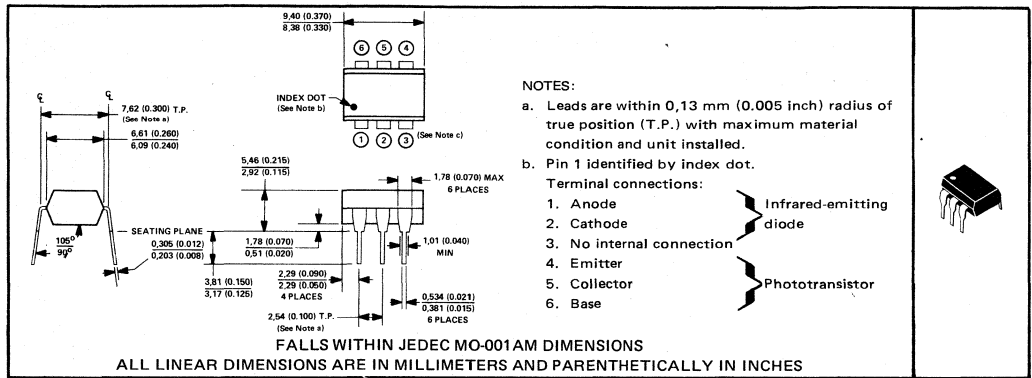 9,40 (0.370)
8,38 (0.330)
6 5 4
INDEX DOT
(See Note b)
(See Note c)
1 2 3
℄ ℄
7,62 (0.300) T.P.
(See Note a)
6,61 (0.260)
6,09 (0.240)
105°
90°
SEATING PLANE
0,305 (0.012)
0,203 (0.008)
5,46 (0.215)
2,92 (0.115)
1,78 (0.070) MAX
6 PLACES
1,78 (0.070)
0,51 (0.020)
1,01 (0.040)
MIN
3,81 (0.150)
3,17 (0.125)
2,29 (0.090)
2,29 (0.050)
4 PLACES
0,534 (0.021)
0,381 (0.015)
6 PLACES
2,54 (0.100) T.P.
(See Note a)
NOTES:
a. Leads are within 0,13 mm (0.005 inch) radius of
true position (T.P.) with maximum material
condition and unit installed.
b. Pin 1 identified by index dot.
Terminal connections:
1. Anode
2. Cathode
3. No internal connection
Infrared-emitting
diode
4. Emitter
5. Collector
6. Base
Phototransistor
FALLS WITHIN JEDEC MO-001AM DIMENSIONS
ALL LINEAR DIMENSIONS ARE IN MILLIMETERS AND PARENTHETICALLY IN INCHES